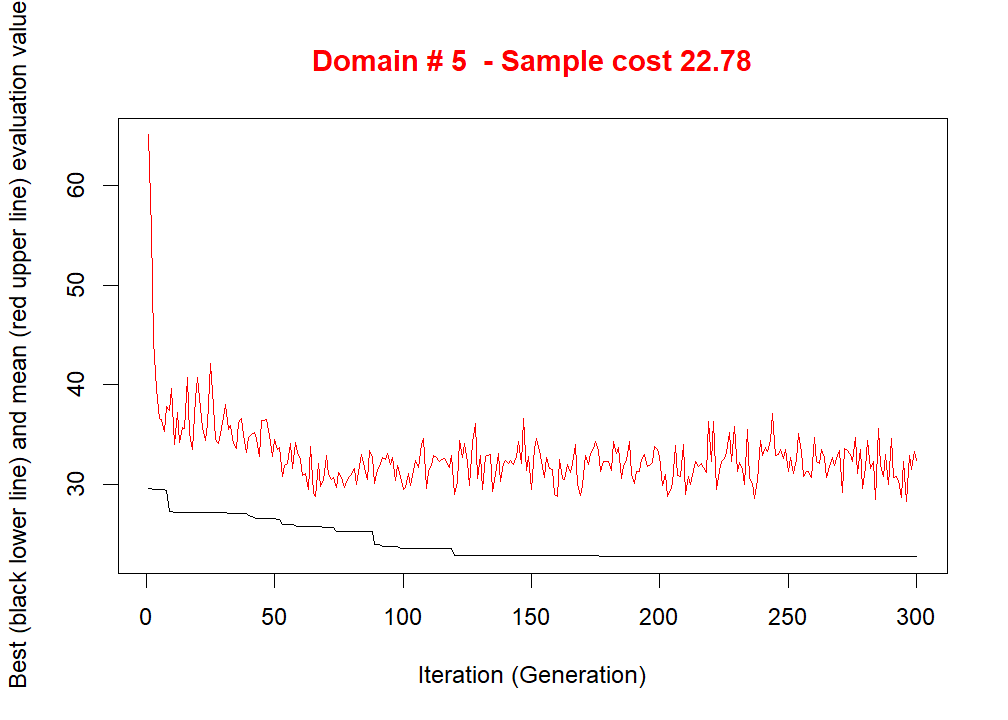 Domain # 5  - Sample cost 22.78
Best (black lower line) and mean (red upper line) evaluation value
60
50
40
30
0 50 100 150 200 250 300
Iteration (Generation)